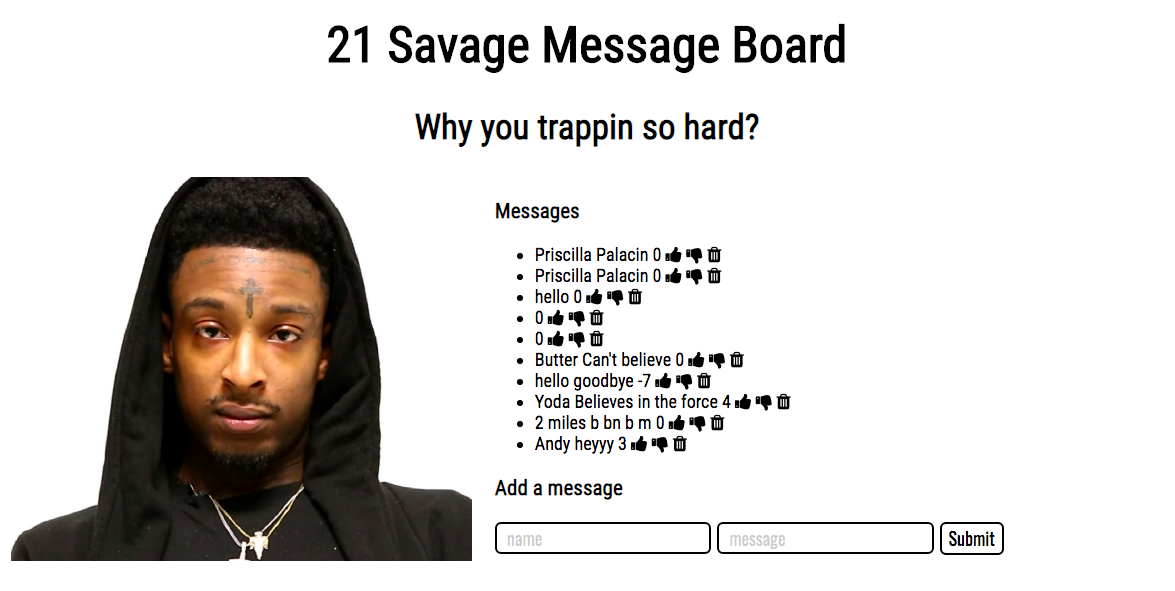 21 Savage Message Board
Why you trappin so hard?
Messages
Priscilla Palacin 0
Priscilla Palacin 0
hello 0
0
0
Butter Can't believe 0
hello goodbye -7
Yoda Believes in the force 4
2 miles b bn b m 0
Andy heyyy 3
Add a message
name message Submit